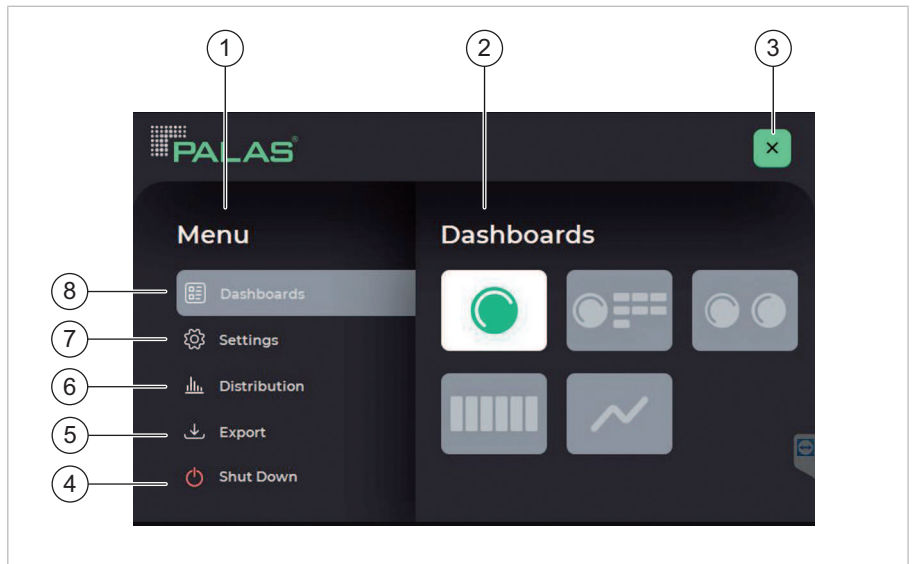 1 2 3
PALAS®
×
Menu
Dashboards
8 Dashboards
7 Settings
6 Distribution
5 Export
4 Shut Down